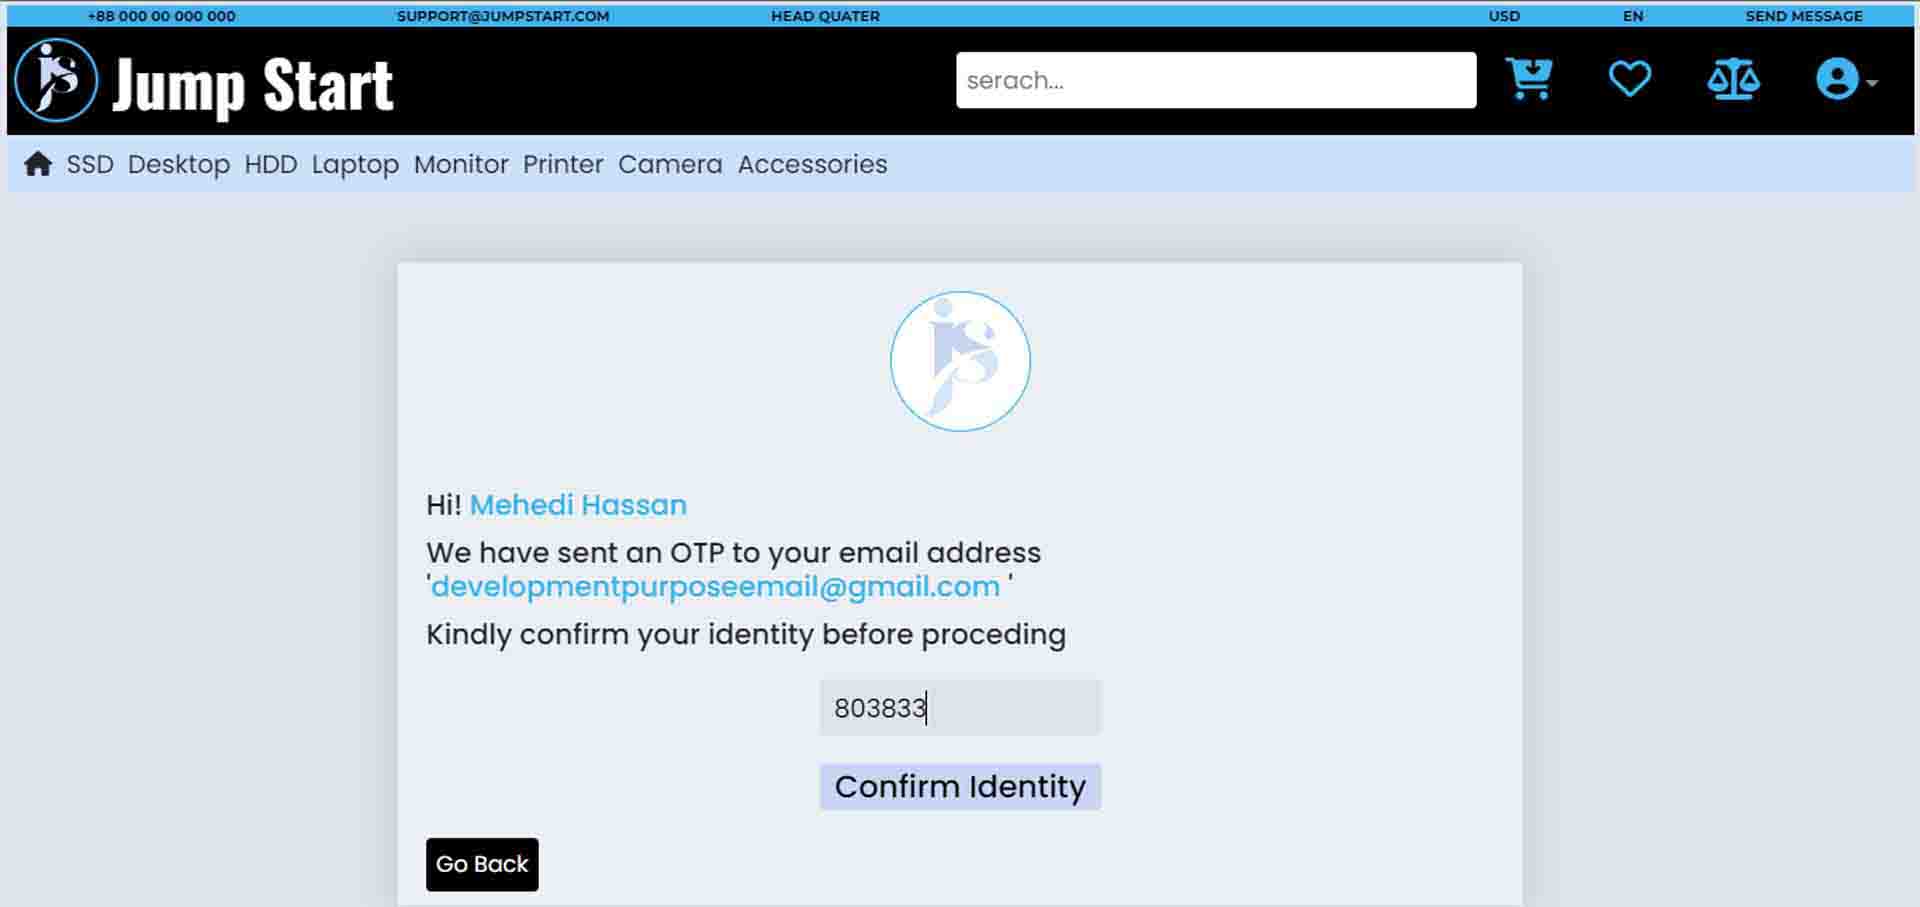 +88 000 00 000 000 SUPPORT@JUMPSTART.COM HEAD QUATER USD EN SEND MESSAGE
Jump Start serach...
SSD Desktop HDD Laptop Monitor Printer Camera Accessories
Hi! Mehedi Hassan
We have sent an OTP to your email address
'developmentpurposeemail@gmail.com '
Kindly confirm your identity before proceding
803833
Confirm Identity
Go Back